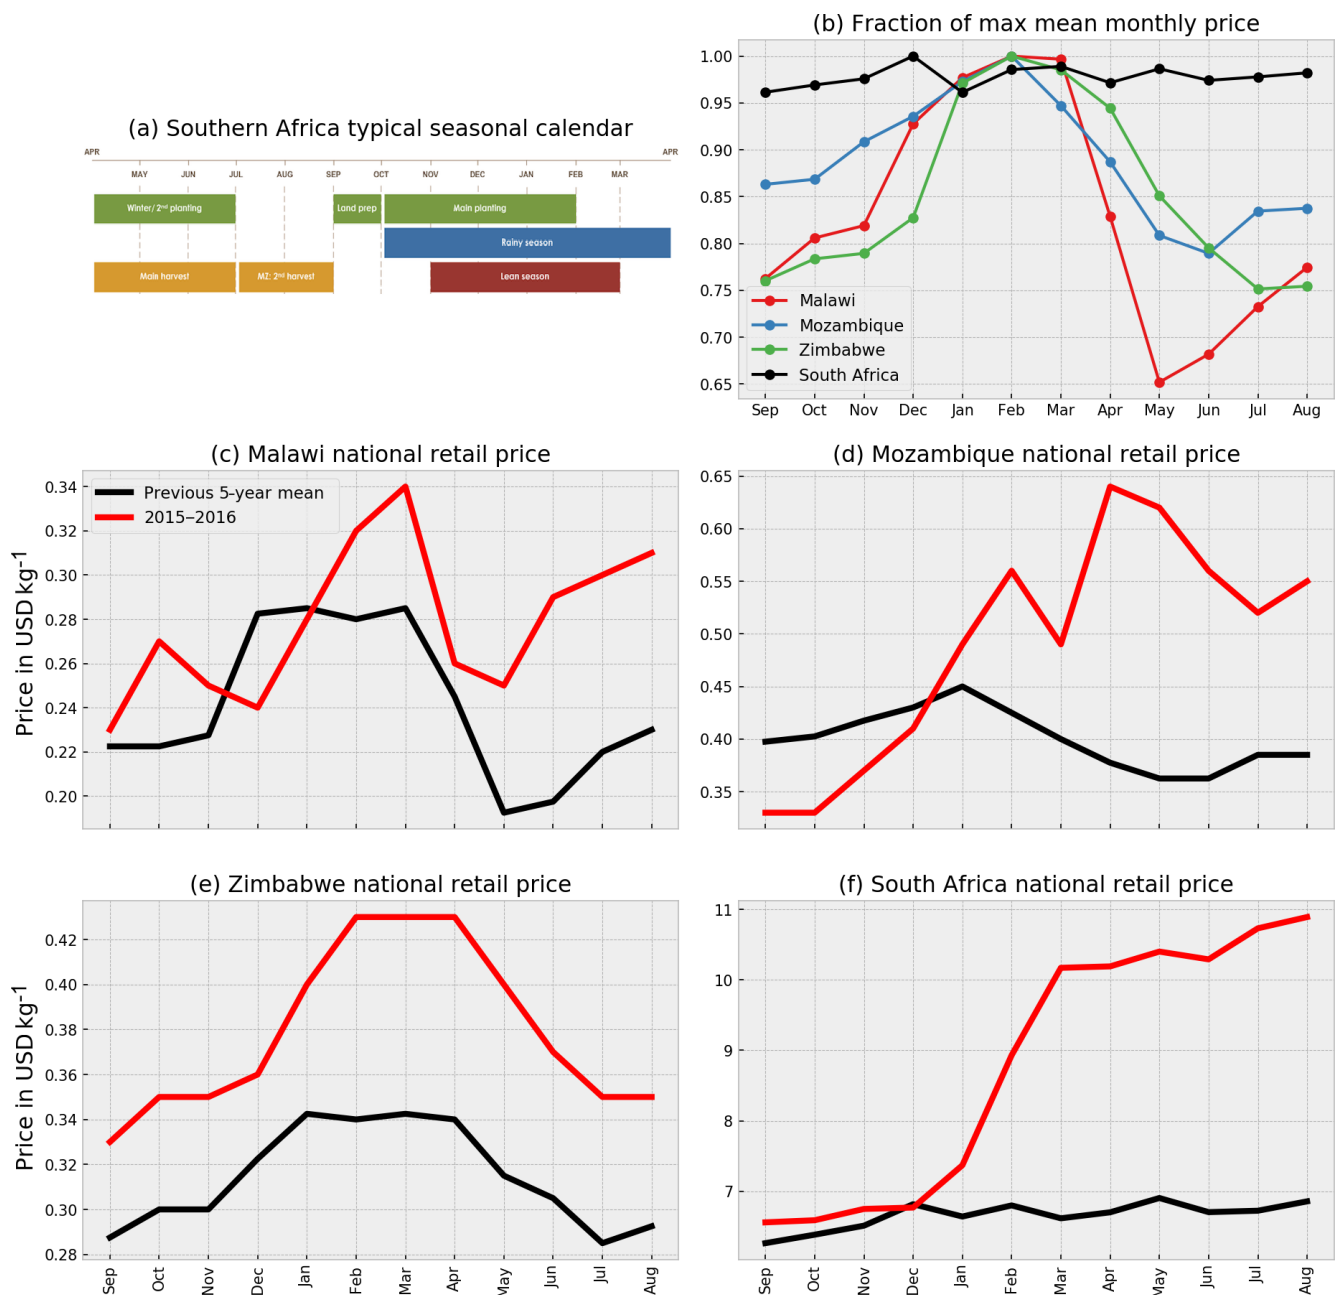 (a) Southern Africa typical seasonal calendar
APR APR
MAY JUN JUL AUG SEP OCT NOV DEC JAN FEB MAR
Winter/ 2nd planting Land prep Main planting
Rainy season
Main harvest MZ: 2nd harvest Lean season
(b) Fraction of max mean monthly price
1.00
0.95
0.90
0.85
0.80
0.75
0.70
0.65
Malawi
Mozambique
Zimbabwe
South Africa
Sep Oct Nov Dec Jan Feb Mar Apr May Jun Jul Aug
(c) Malawi national retail price
Price in USD kg-1
0.34
0.32
0.30
0.28
0.26
0.24
0.22
0.20
Previous 5-year mean
2015–2016
(d) Mozambique national retail price
0.65
0.60
0.55
0.50
0.45
0.40
0.35
(e) Zimbabwe national retail price
Price in USD kg-1
0.42
0.40
0.38
0.36
0.34
0.32
0.30
0.28
Sep Oct Nov Dec Jan Feb Mar Apr May Jun Jul Aug
(f) South Africa national retail price
11
10
9
8
7
Sep Oct Nov Dec Jan Feb Mar Apr May Jun Jul Aug